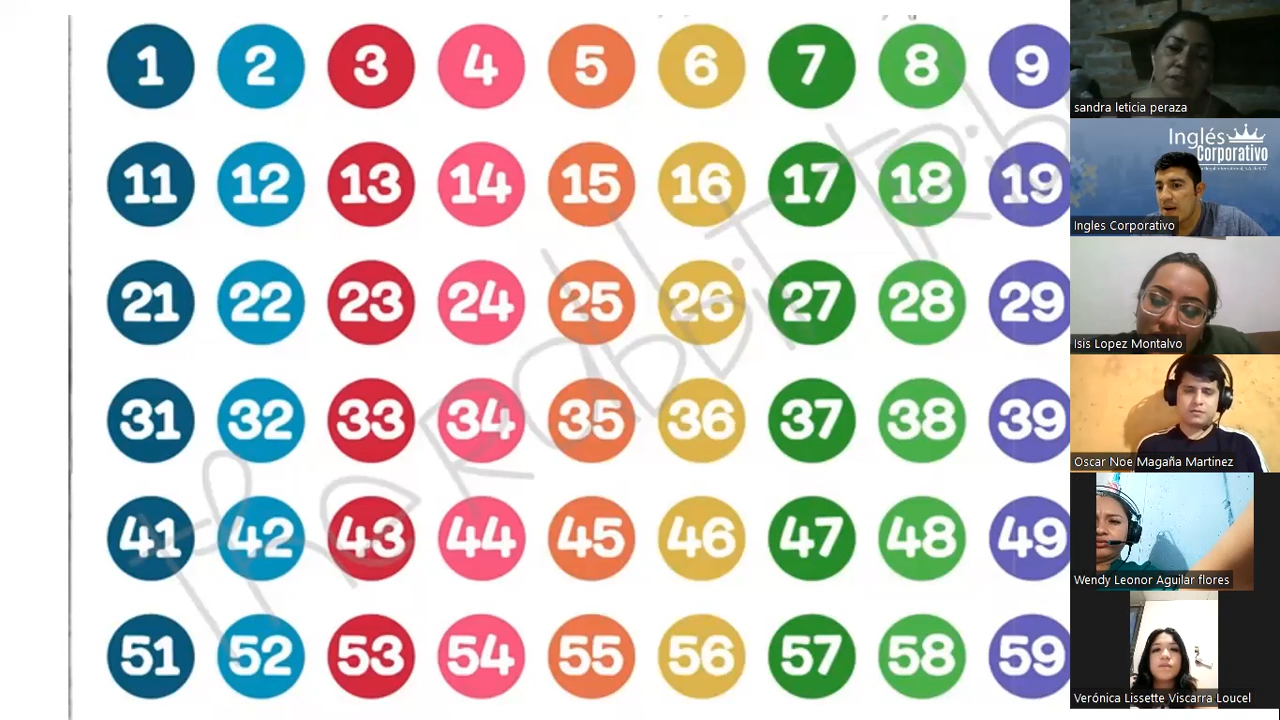 1 2 3 4 5 6 7 8 9
11 12 13 14 15 16 17 18 19
21 22 23 24 25 26 27 28 29
31 32 33 34 35 36 37 38 39
41 42 43 44 45 46 47 48 49
51 52 53 54 55 56 57 58 59
sandra leticia peraza
Inglés
Corporativo
Ingles Corporativo
Isis Lopez Montalvo
Oscar Noe Magaña Martinez
Wendy Leonor Aguilar flores
Verónica Lissette Viscarra Loucel